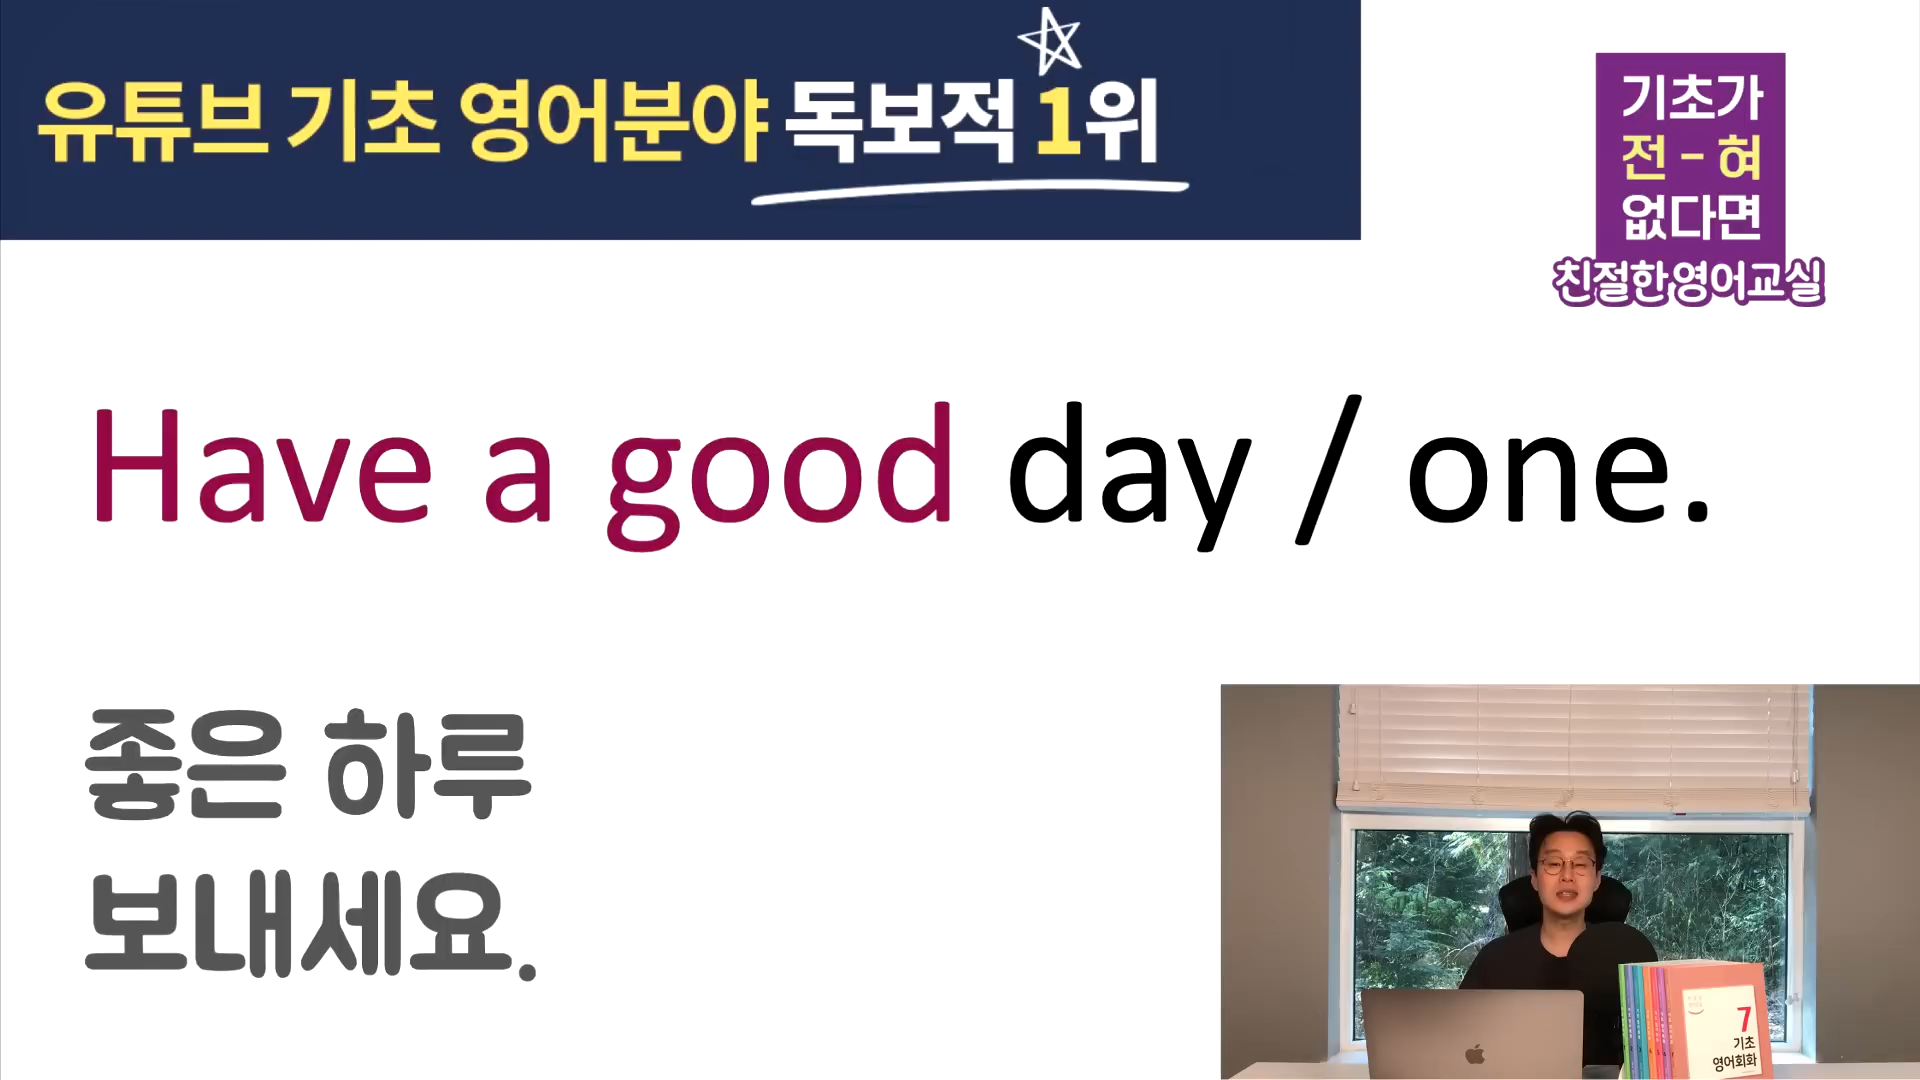 유튜브 기초 영어분야 독보적 1위
기초가
전-혀
없다면
친절한영어교실
Have a good day / one.
좋은 하루
보내세요.
7
기초
영어회화